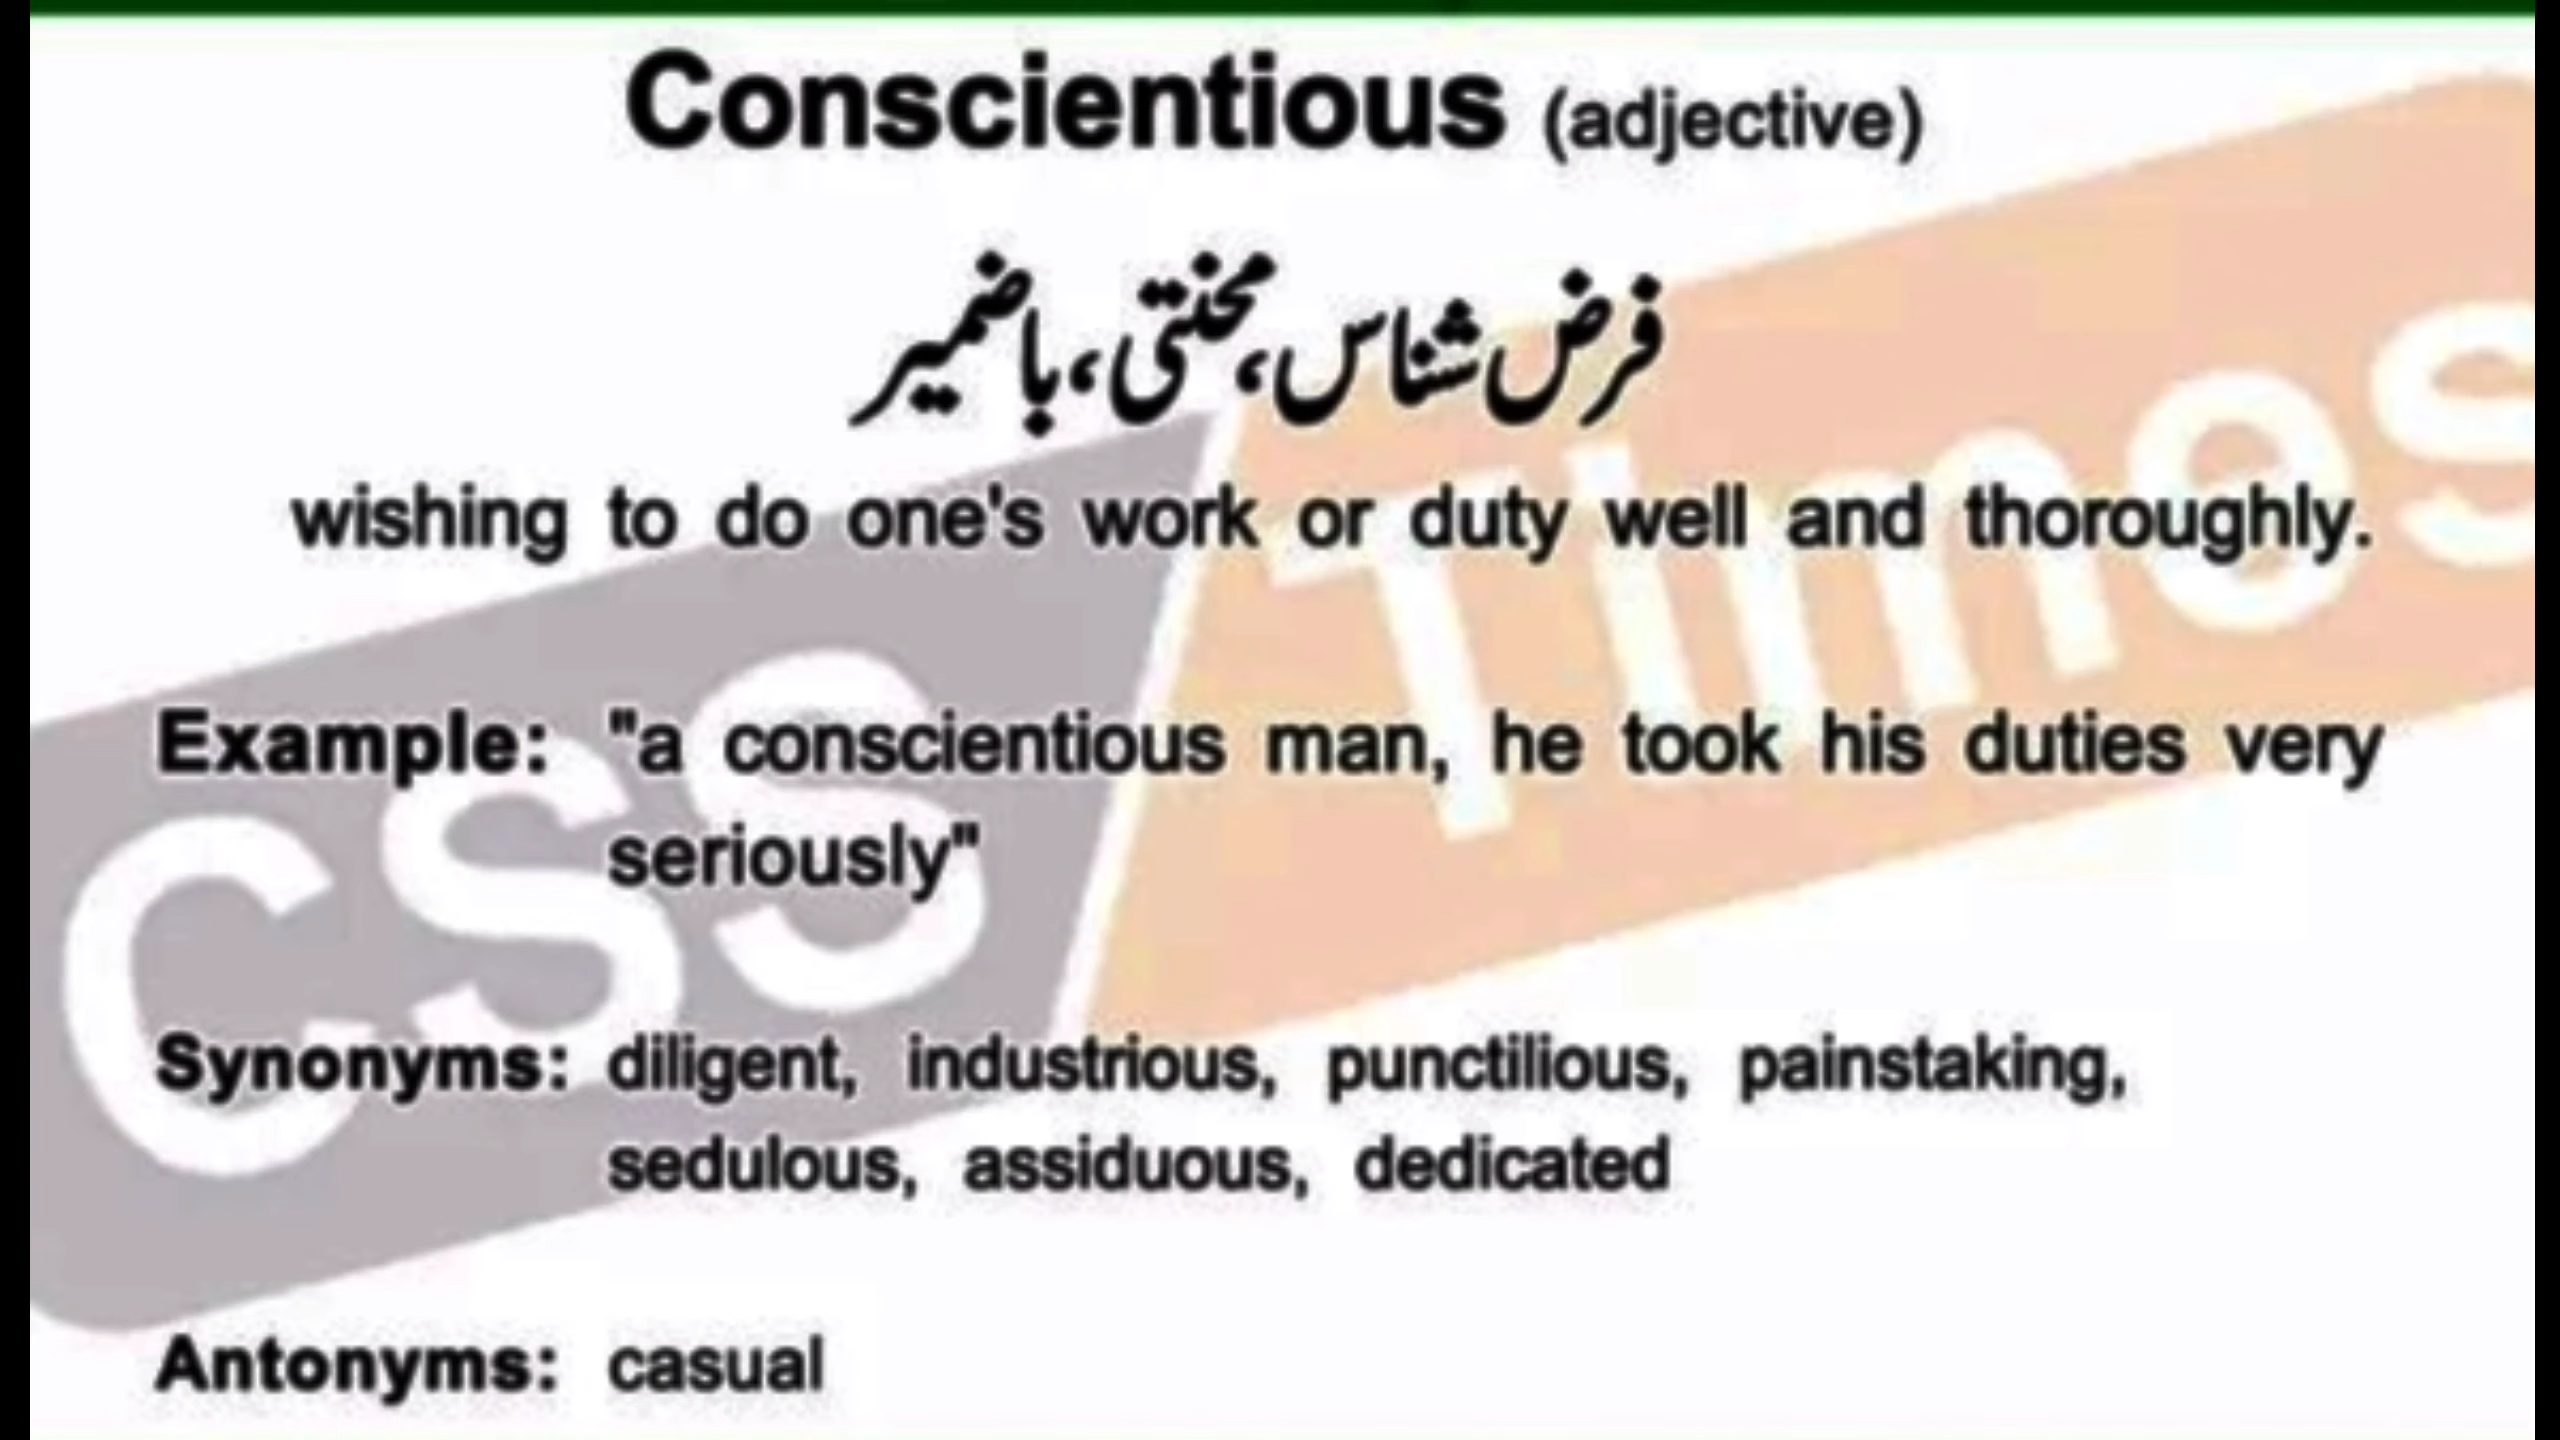 Conscientious (adjective)
فرض شناس، محنتی، باضمیر
wishing to do one's work or duty well and thoroughly.
Example: "a conscientious man, he took his duties very
seriously"
Synonyms: diligent, industrious, punctilious, painstaking,
sedulous, assiduous, dedicated
Antonyms: casual
CSS Times